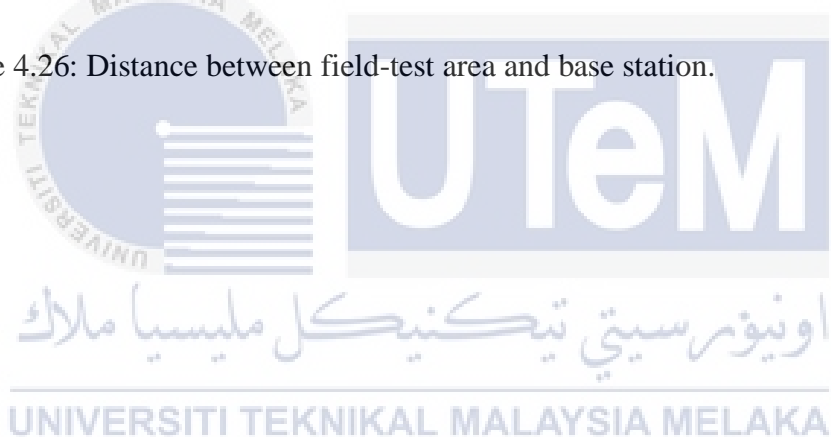 e 4.26: Distance between field-test area and base station.
UTeM
اونيۏرسيتي تيكنيكل مليسيا ملاك
UNIVERSITI TEKNIKAL MALAYSIA MELAKA